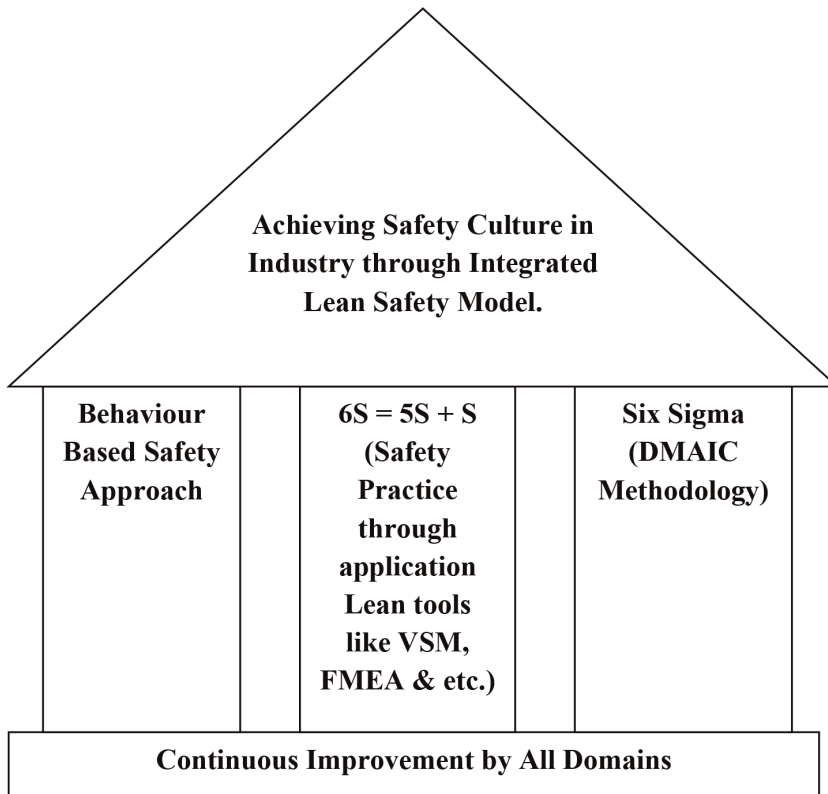 Achieving Safety Culture in
Industry through Integrated
Lean Safety Model.
Behaviour
Based Safety
Approach
6S = 5S + S
(Safety
Practice
through
application
Lean tools
like VSM,
FMEA & etc.)
Six Sigma
(DMAIC
Methodology)
Continuous Improvement by All Domains